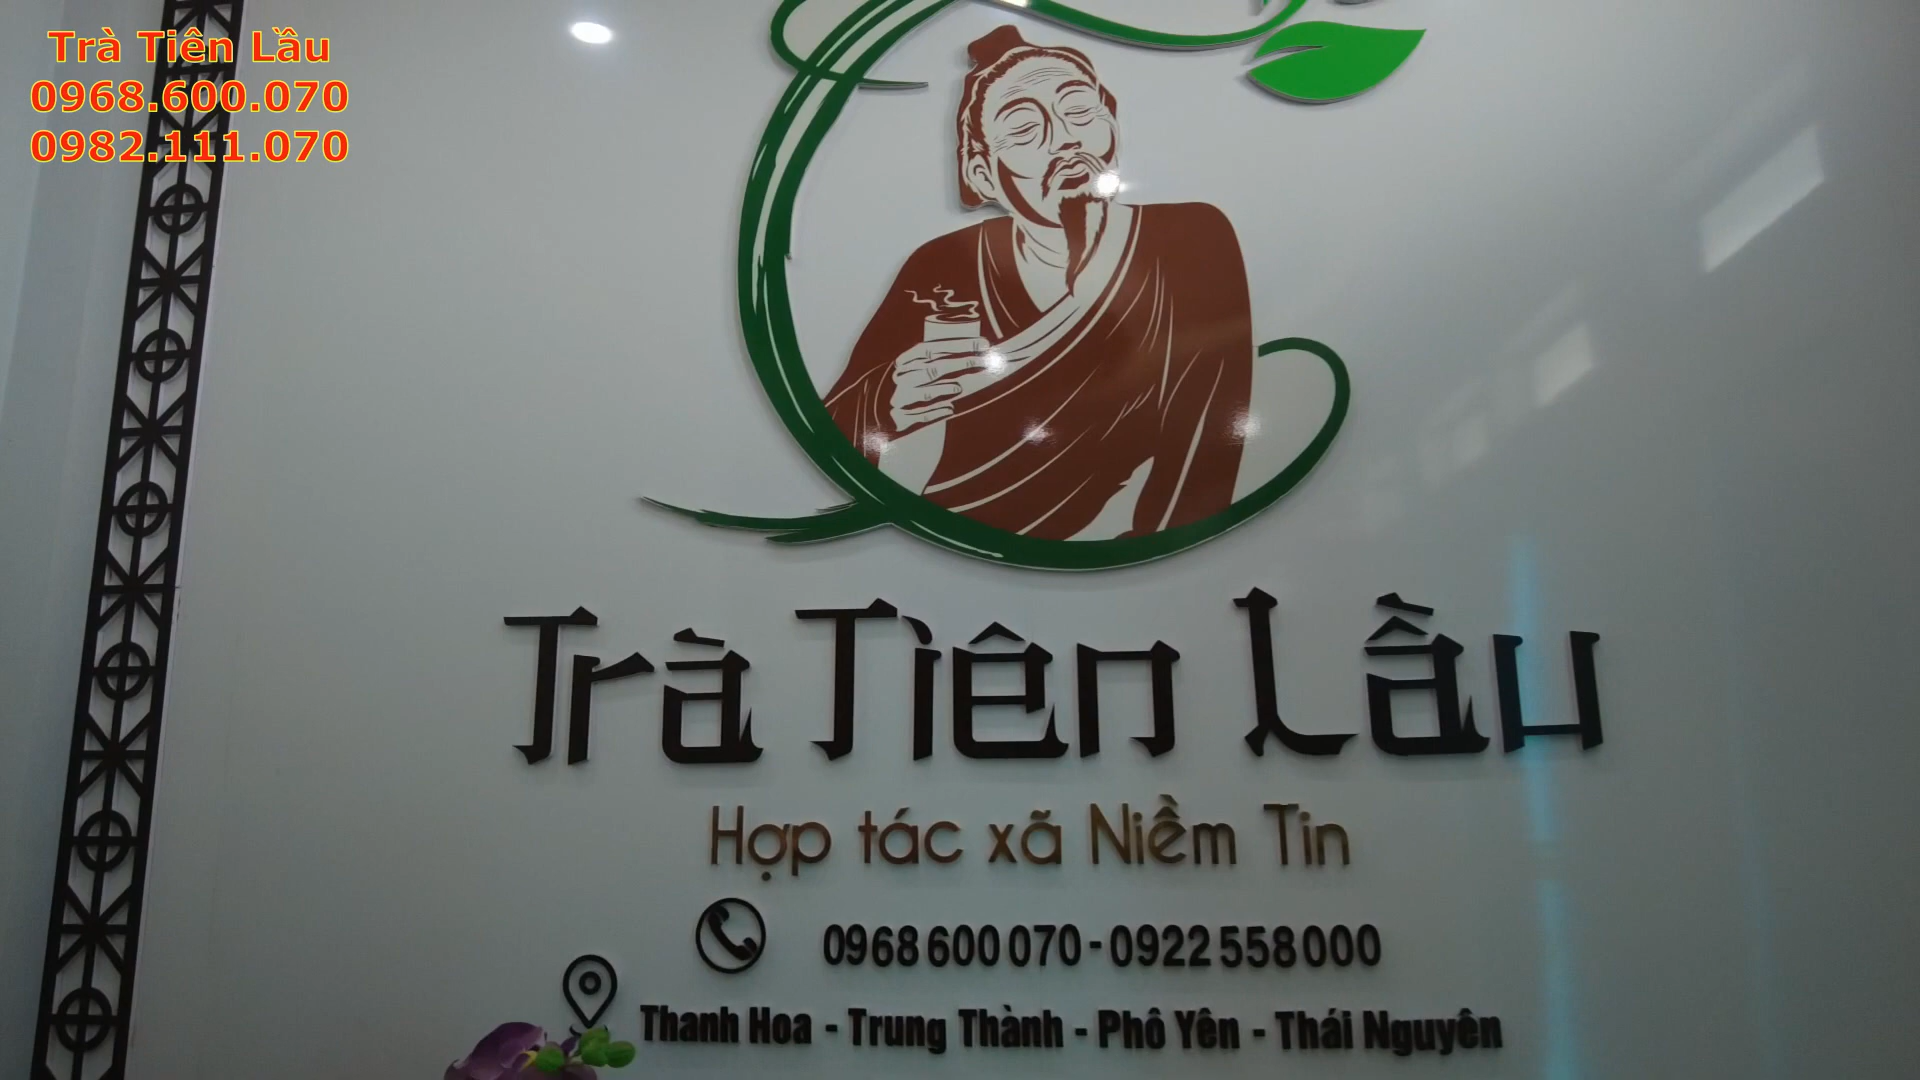 Trà Tiên Lầu
0968.600.070
0982.111.070
Trà Tiên Lầu
Hợp tác xã Niềm Tin
0968 600 070 - 0922 558 000
Thanh Hoa - Trung Thành - Phô Yên - Thái Nguyên